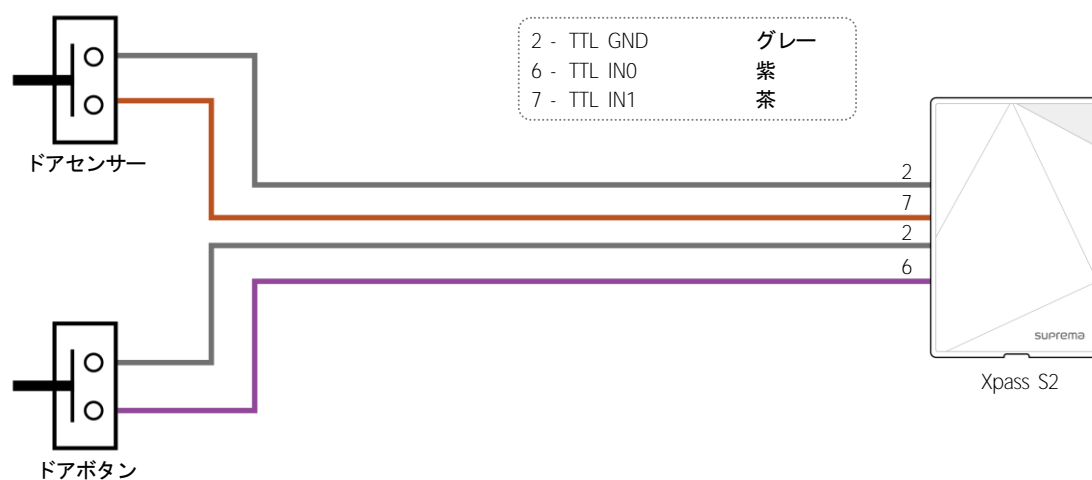 2 - TTL GND グレー
6 - TTL IN0 紫
7 - TTL IN1 茶
ドアセンサー
2
7
2
6
suprema
Xpass S2
ドアボタン